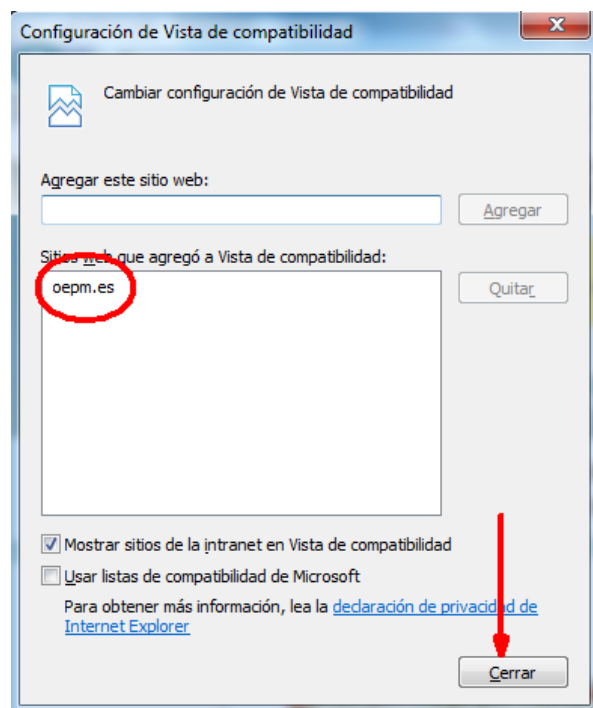 Configuración de Vista de compatibilidad
Cambiar configuración de Vista de compatibilidad
Agregar este sitio web:
Agregar
Sitios web que agregó a Vista de compatibilidad:
oepm.es
Quitar
Mostrar sitios de la intranet en Vista de compatibilidad
Usar listas de compatibilidad de Microsoft
Para obtener más información, lea la declaración de privacidad de
Internet Explorer
Cerrar